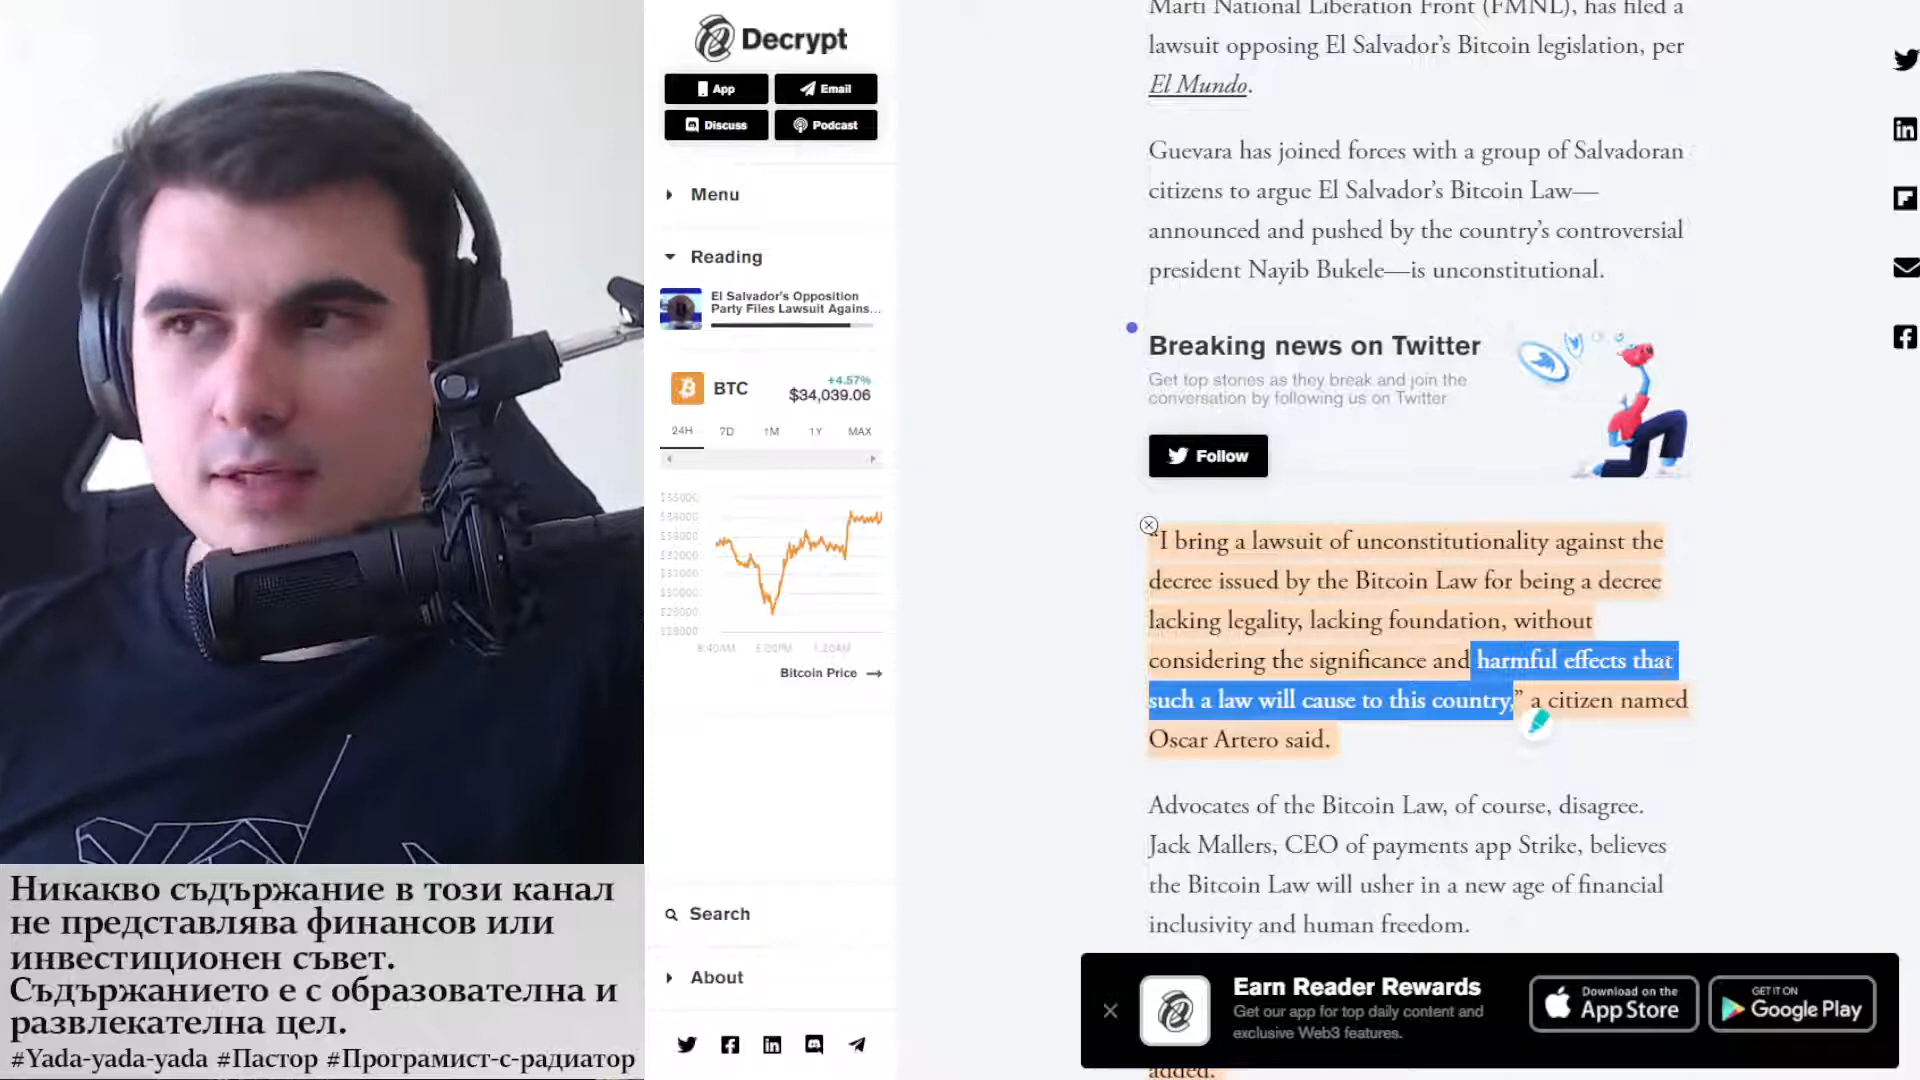 Никакво съдържание в този канал
не представлява финансов или
инвестиционен съвет.
Съдържанието е с образователна и
развлекателна цел.
#Yada-yada-yada #Пастор #Програмист-с-радиатор
Decrypt
App
Email
Discuss
Podcast
Menu
Reading
El Salvador's Opposition
Party Files Lawsuit Agains...
BTC
+4.57%
$34,039.06
24H 7D 1M 1Y MAX
$34000
$33000
$32000
$31000
$30000
8:40AM
Bitcoin Price →
Search
About
Martí National Liberation Front (FMNL), has filed a
lawsuit opposing El Salvador's Bitcoin legislation, per
El Mundo.
Guevara has joined forces with a group of Salvadoran
citizens to argue El Salvador's Bitcoin Law—
announced and pushed by the country's controversial
president Nayib Bukele—is unconstitutional.
Breaking news on Twitter
Get top stories as they break and join the
conversation by following us on Twitter
Follow
“I bring a lawsuit of unconstitutionality against the
decree issued by the Bitcoin Law for being a decree
lacking legality, lacking foundation, without
considering the significance and harmful effects that
such a law will cause to this country,” a citizen named
Oscar Artero said.
Advocates of the Bitcoin Law, of course, disagree.
Jack Mallers, CEO of payments app Strike, believes
the Bitcoin Law will usher in a new age of financial
inclusivity and human freedom.
Earn Reader Rewards
Get our app for top daily content and
exclusive Web3 features.
Download on the
App Store
GET IT ON
Google Play
added.